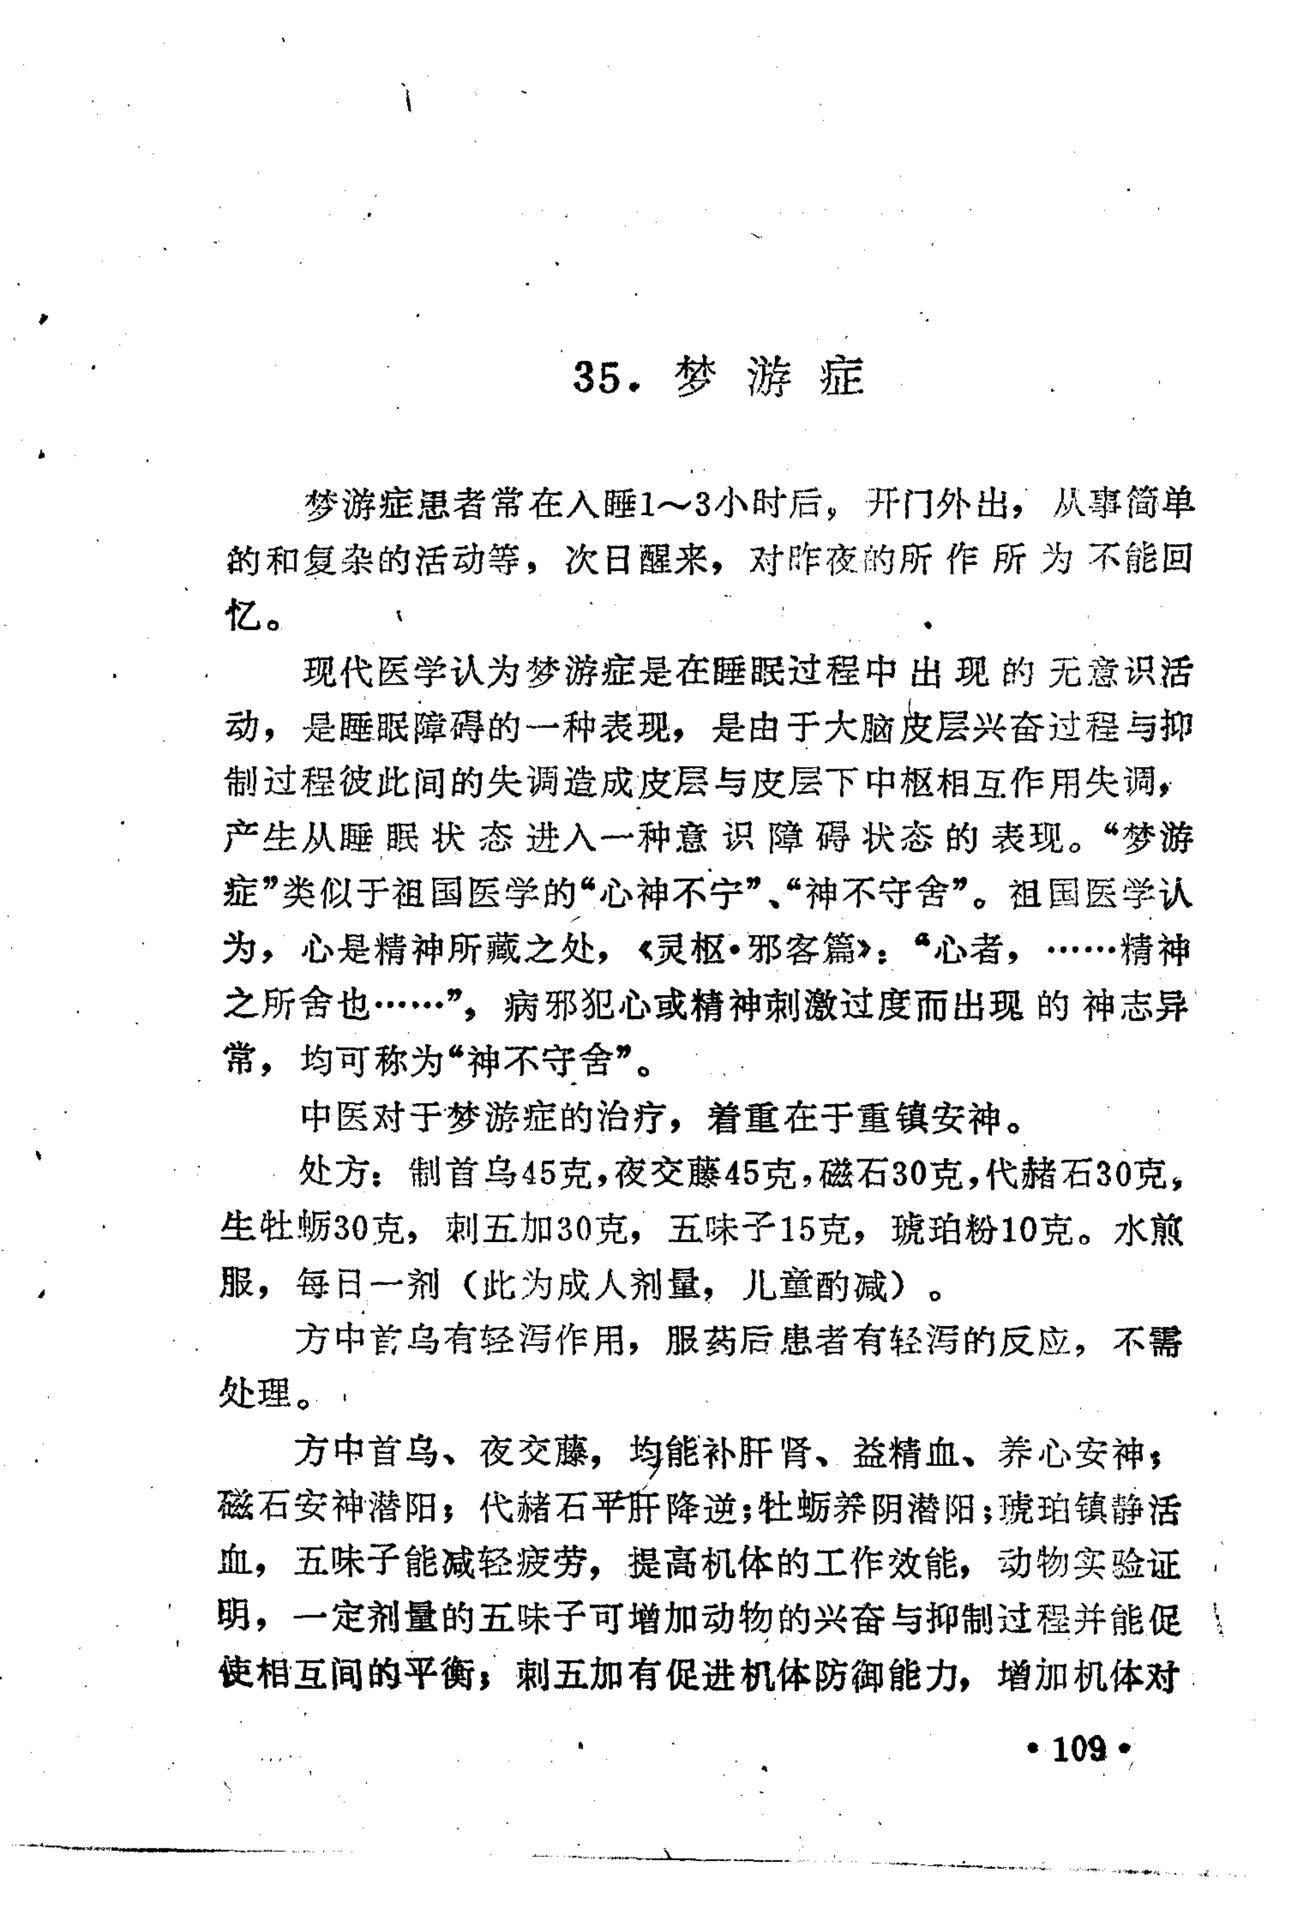 35. 梦游症
梦游症患者常在入睡1～3小时后，开门外出，从事简单
的和复杂的活动等，次日醒来，对昨夜的所作所为不能回
忆。
现代医学认为梦游症是在睡眠过程中出现的无意识活
动，是睡眠障碍的一种表现，是由于大脑皮层兴奋过程与抑
制过程彼此间的失调造成皮层与皮层下中枢相互作用失调，
产生从睡眠状态进入一种意识障碍状态的表现。“梦游
症”类似于祖国医学的“心神不宁”、“神不守舍”。祖国医学认
为，心是精神所藏之处，《灵枢·邪客篇》：“心者，……精神
之所舍也……”，病邪犯心或精神刺激过度而出现的神志异
常，均可称为“神不守舍”。
中医对于梦游症的治疗，着重在于重镇安神。
处方：制首乌45克，夜交藤45克，磁石30克，代赭石30克，
生牡蛎30克，刺五加30克，五味子15克，琥珀粉10克。水煎
服，每日一剂（此为成人剂量，儿童酌减）。
方中首乌有轻泻作用，服药后患者有轻泻的反应，不需
处理。
方中首乌、夜交藤，均能补肝肾、益精血、养心安神；
磁石安神潜阳；代赭石平肝降逆；牡蛎养阴潜阳；琥珀镇静活
血，五味子能减轻疲劳，提高机体的工作效能，动物实验证
明，一定剂量的五味子可增加动物的兴奋与抑制过程并能促
使相互间的平衡；刺五加有促进机体防御能力，增加机体对
·109·